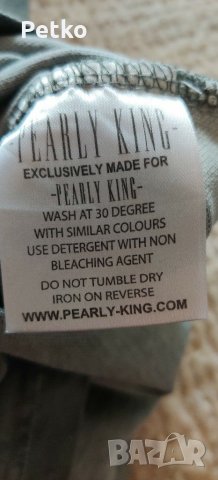 Petko
PEARLY KING-
EXCLUSIVELY MADE FOR
-PEARLY KING-
WASH AT 30 DEGREE
WITH SIMILAR COLOURS
USE DETERGENT WITH NON
BLEACHING AGENT
DO NOT TUMBLE DRY
IRON ON REVERSE
WWW.PEARLY-KING.COM
BAZAR